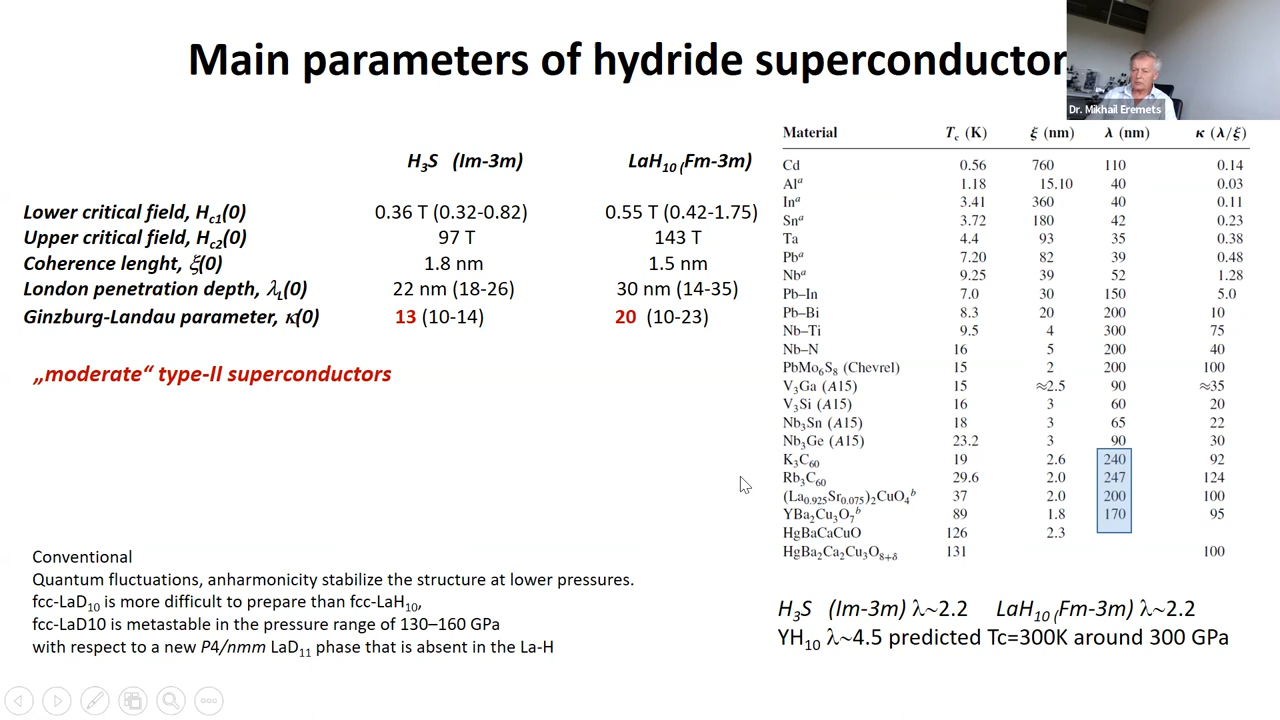 Main parameters of hydride superconductor
Dr. Mikhail Eremets
H₃S (Im-3m) LaH₁₀ (Fm-3m)
Lower critical field, Hc1(0) 0.36 T (0.32-0.82) 0.55 T (0.42-1.75)
Upper critical field, Hc2(0) 97 T 143 T
Coherence lenght, ξ(0) 1.8 nm 1.5 nm
London penetration depth, λL(0) 22 nm (18-26) 30 nm (14-35)
Ginzburg-Landau parameter, κ(0) 13 (10-14) 20 (10-23)
„moderate“ type-II superconductors
Conventional
Quantum fluctuations, anharmonicity stabilize the structure at lower pressures.
fcc-LaD₁₀ is more difficult to prepare than fcc-LaH₁₀,
fcc-LaD10 is metastable in the pressure range of 130–160 GPa
with respect to a new P4/nmm LaD₁₁ phase that is absent in the La-H
Material Tc (K) ξ (nm) λ (nm) κ (λ/ξ)
Cd 0.56 760 110 0.14
Alᵃ 1.18 15.10 40 0.03
Inᵃ 3.41 360 40 0.11
Snᵃ 3.72 180 42 0.23
Ta 4.4 93 35 0.38
Pbᵃ 7.20 82 39 0.48
Nbᵃ 9.25 39 52 1.28
Pb–In 7.0 30 150 5.0
Pb–Bi 8.3 20 200 10
Nb–Ti 9.5 4 300 75
Nb–N 16 5 200 40
PbMo₆S₈ (Chevrel) 15 2 200 100
V₃Ga (A15) 15 ≈2.5 90 ≈35
V₃Si (A15) 16 3 60 20
Nb₃Sn (A15) 18 3 65 22
Nb₃Ge (A15) 23.2 3 90 30
K₃C₆₀ 19 2.6 240 92
Rb₃C₆₀ 29.6 2.0 247 124
(La₀.₉₂₅Sr₀.₀₇₅)₂CuO₄ᵇ 37 2.0 200 100
YBa₂Cu₃O₇ᵇ 89 1.8 170 95
HgBaCaCuO 126 2.3
HgBa₂Ca₂Cu₃O₈₊δ 131 100
H₃S (Im-3m) λ~2.2 LaH₁₀ (Fm-3m) λ~2.2
YH₁₀ λ~4.5 predicted Tc=300K around 300 GPa